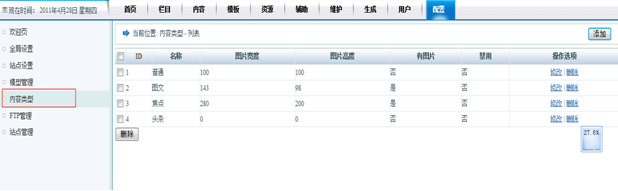 现在时间: 2011年4月28日 星期四
首页 栏目 内容 模板 资源 辅助 维护 生成 用户 配置
欢迎页
全局设置
站点设置
模型管理
内容类型
FTP管理
站点管理
当前位置: 内容类型 - 列表
添加
ID 名称 图片宽度 图片高度 有图片 禁用 操作选项
1 普通 100 100 否 否 修改 | 删除
2 图文 143 98 是 否 修改 | 删除
3 焦点 280 200 是 否 修改 | 删除
4 头条 0 0 否 否 修改 | 删除
删除
27.6%